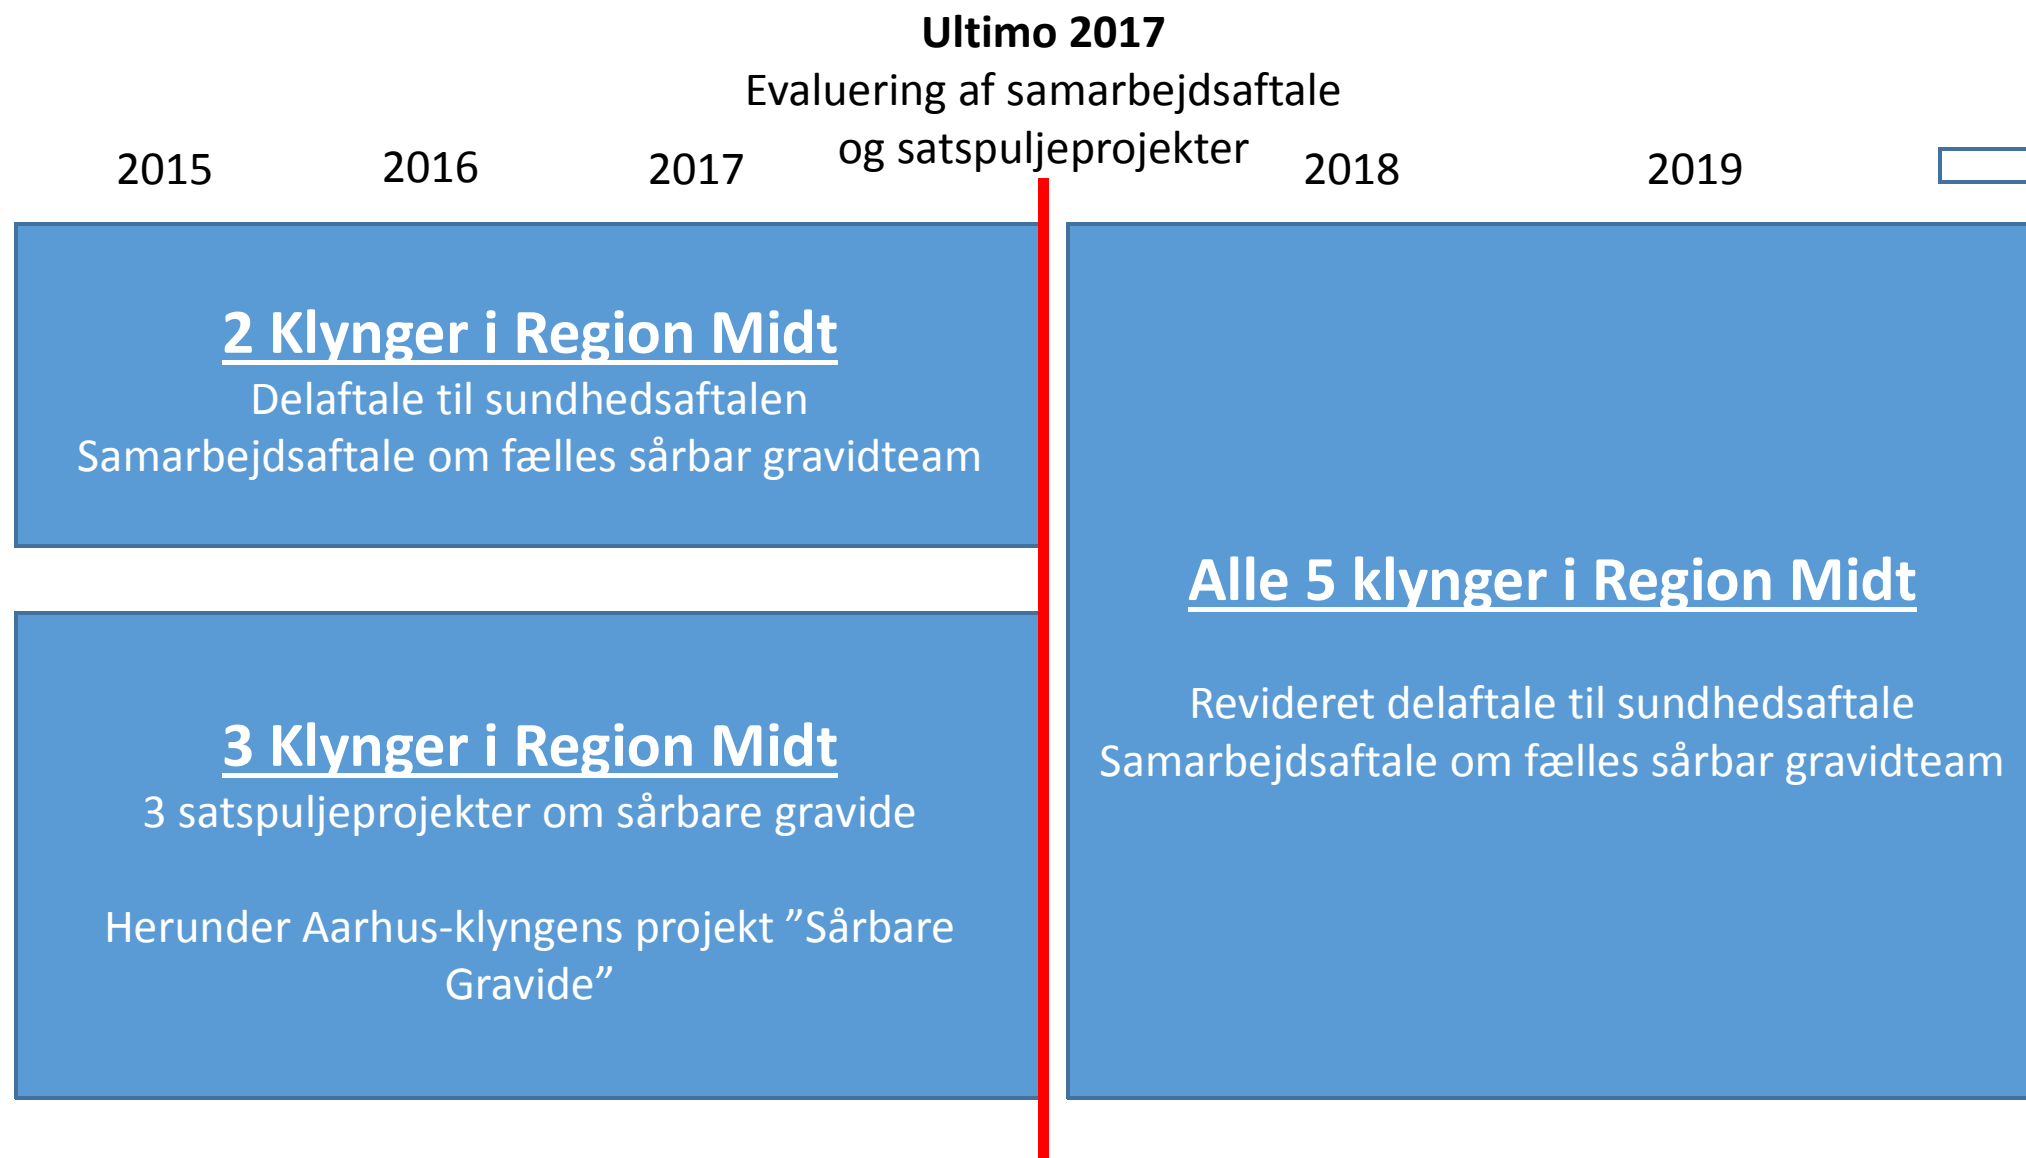 Ultimo 2017
Evaluering af samarbejdsaftale
og satspuljeprojekter
2015
2016
2017
2018
2019
2 Klynger i Region Midt
Delaftale til sundhedsaftalen
Samarbejdsaftale om fælles sårbar gravidteam
3 Klynger i Region Midt
3 satspuljeprojekter om sårbare gravide
Herunder Aarhus-klyngens projekt ”Sårbare
Gravide”
Alle 5 klynger i Region Midt
Revideret delaftale til sundhedsaftale
Samarbejdsaftale om fælles sårbar gravidteam